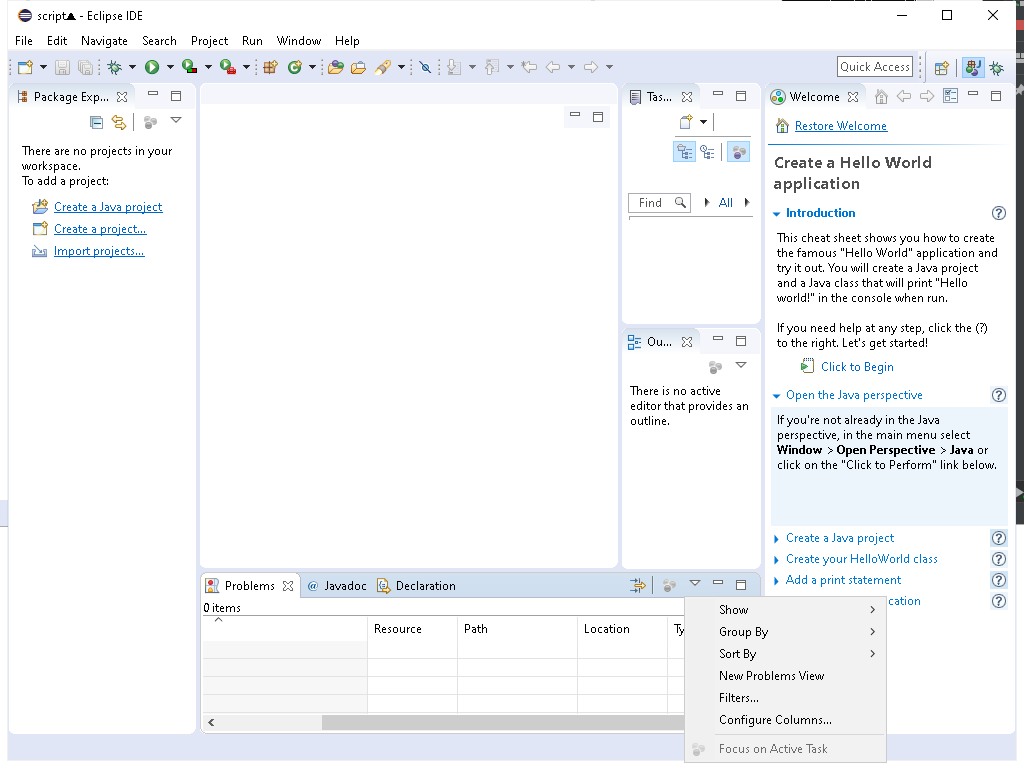 script▲ - Eclipse IDE
File Edit Navigate Search Project Run Window Help
Quick Access
Package Exp...
There are no projects in your
workspace.
To add a project:
Create a Java project
Create a project...
Import projects...
Tas...
Find
All
Ou...
There is no active
editor that provides an
outline.
Welcome
Restore Welcome
Create a Hello World
application
Introduction
This cheat sheet shows you how to create
the famous "Hello World" application and
try it out. You will create a Java project
and a Java class that will print "Hello
world!" in the console when run.
If you need help at any step, click the (?)
to the right. Let's get started!
Click to Begin
Open the Java perspective
If you're not already in the Java
perspective, in the main menu select
Window > Open Perspective > Java or
click on the "Click to Perform" link below.
Create a Java project
Create your HelloWorld class
Add a print statement
cation
Problems @ Javadoc Declaration
0 items
Resource Path Location Ty
Show
Group By
Sort By
New Problems View
Filters...
Configure Columns...
Focus on Active Task